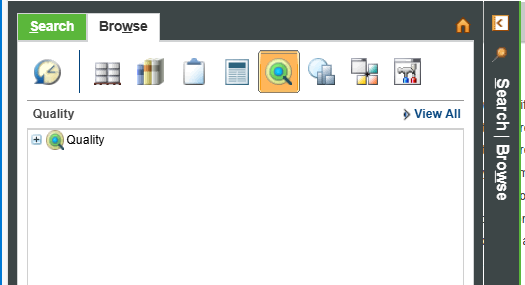 Search
Browse
Quality
View All
Quality
Search | Browse